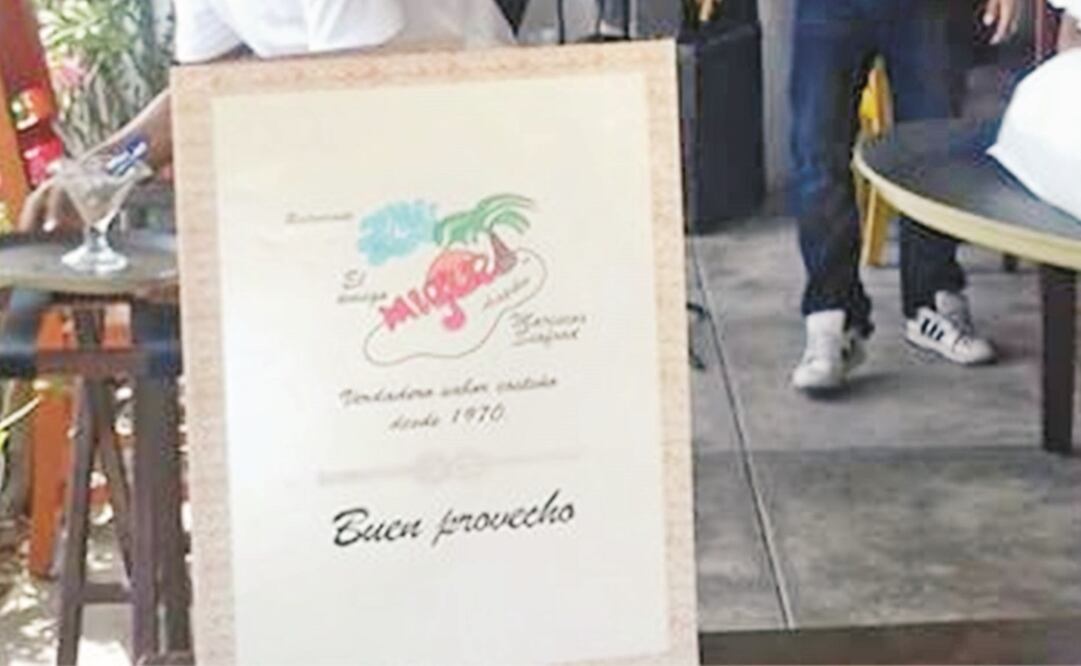 Restaurante
El
amigo
miguel
Mariscos
Seafood
Verdadero sabor costeño
desde 1970
Buen provecho